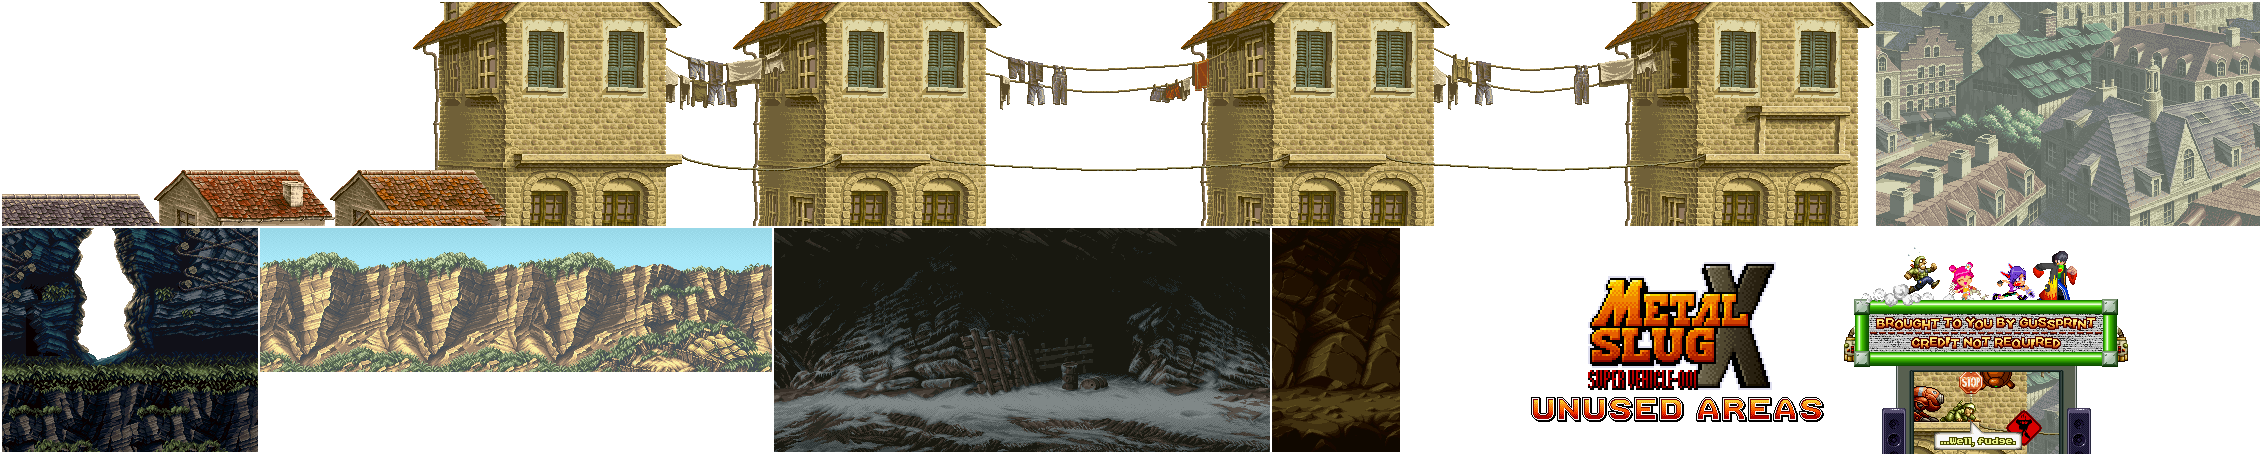 METAL
SLUG
X
SUPER VEHICLE-001
UNUSED AREAS
BROUGHT TO YOU BY GUSSPRINT
CREDIT NOT REQUIRED
STOP
...Well, fudge.